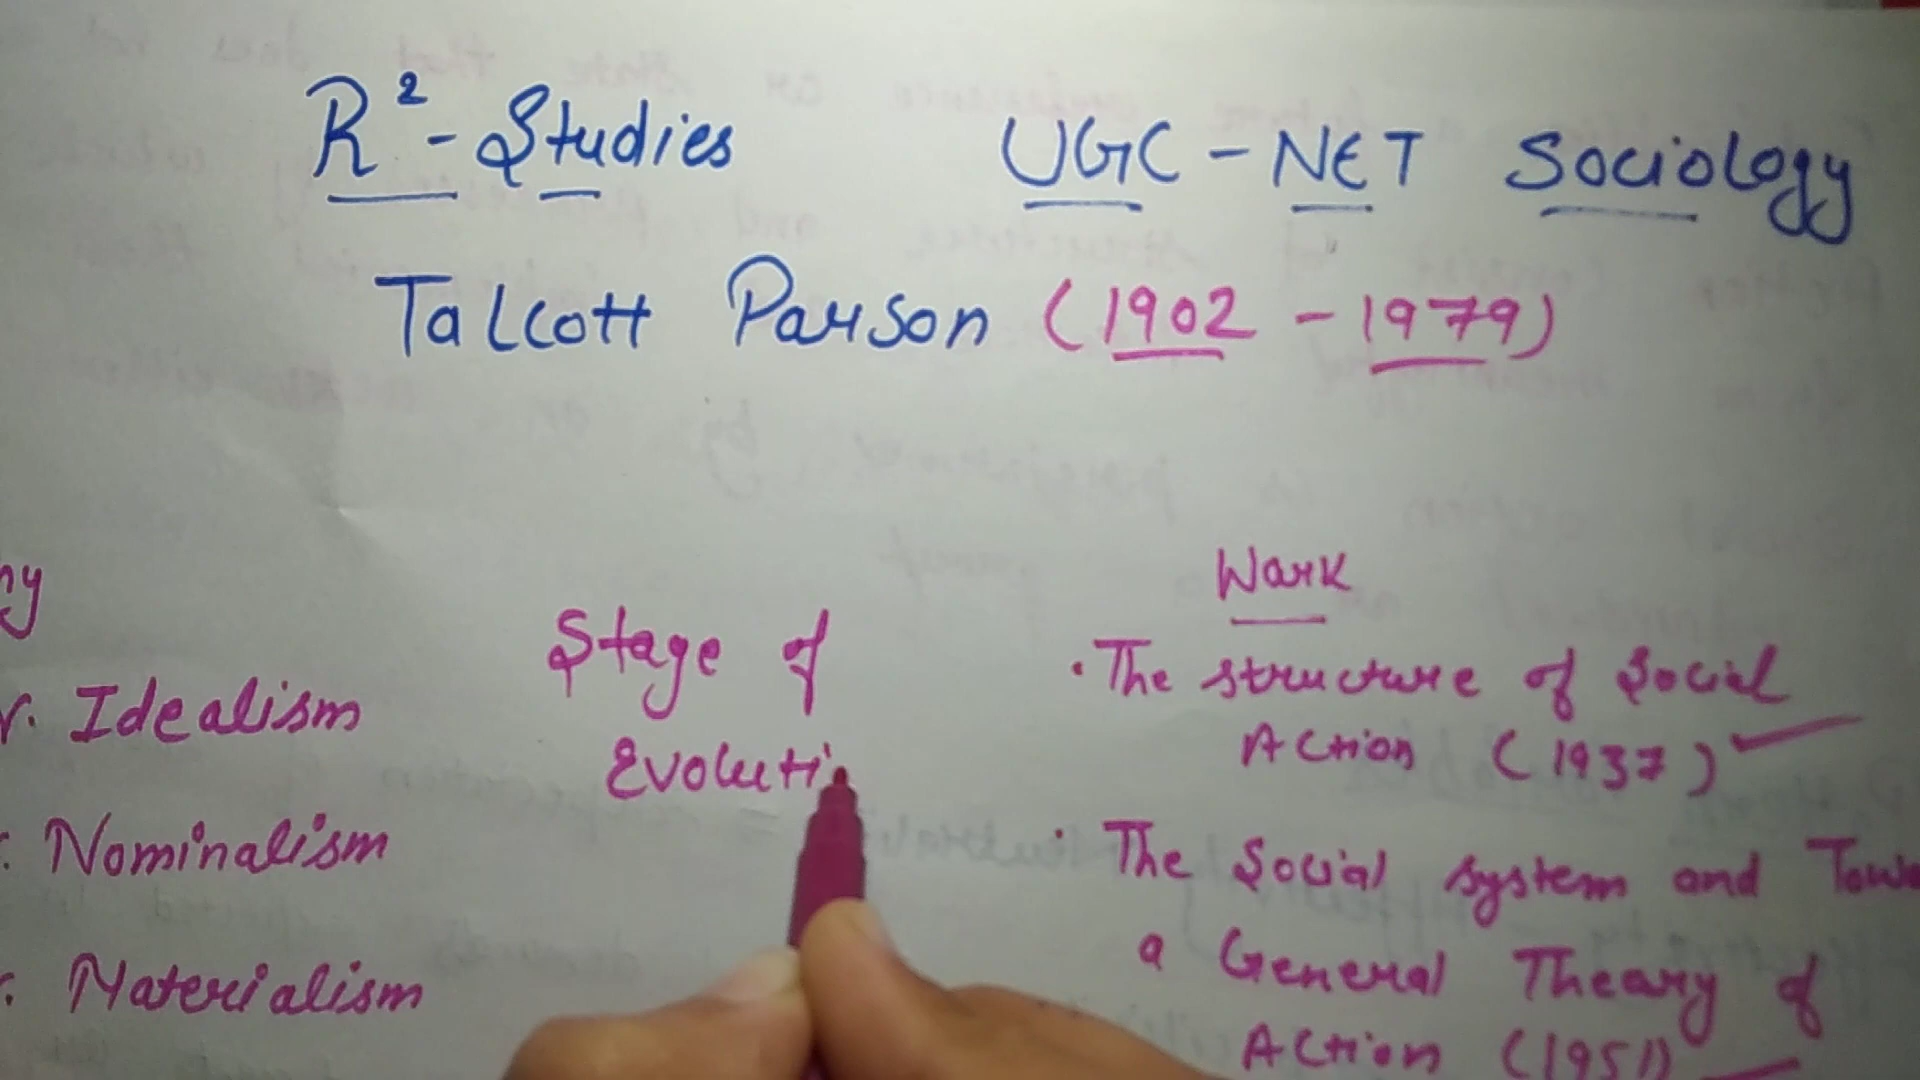 R²-Studies UGC-NET Sociology
Talcott Parson (1902 - 1979)
Idealism
Nominalism
Materialism
Stage of
Evoluti
Work
• The structure of Social
Action (1937)
• The Social system and
a General Theory of
Action (1951)